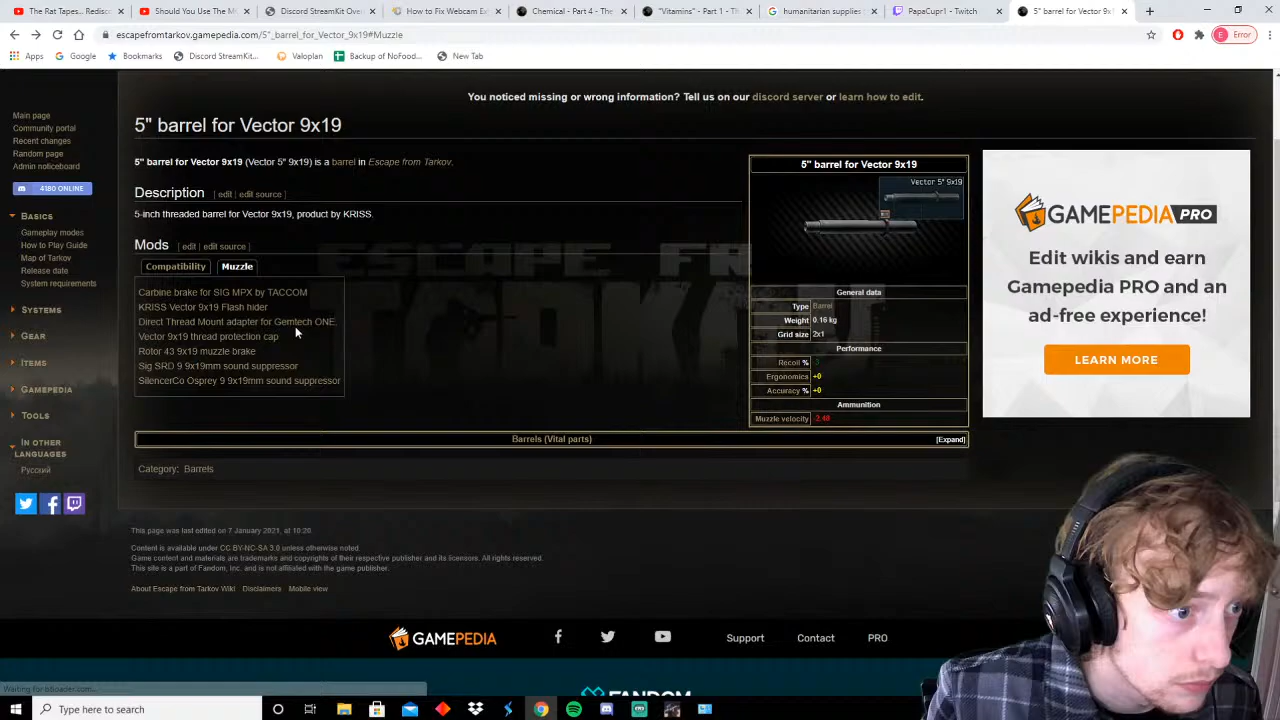 The Rat Tapes.. Redisco
Should You Use The Mu
Discord StreamKit Over
How to Fix Webcam Ex
Chemical - Part 4 - The
"Vitamins" - Part 1 - Th
humanitarian supplies
PapaCup1 - Twitch
5" barrel for Vector 9x1
escapefromtarkov.gamepedia.com/5"_barrel_for_Vector_9x19#Muzzle
Error
Apps
Google
Bookmarks
Discord StreamKit...
Valoplan
Backup of NoFood...
New Tab
You noticed missing or wrong information? Tell us on our discord server or learn how to edit.
Main page
Community portal
Recent changes
Random page
Admin noticeboard
4180 ONLINE
BASICS
Gameplay modes
How to Play Guide
Map of Tarkov
Release date
System requirements
SYSTEMS
GEAR
ITEMS
GAMEPEDIA
TOOLS
IN OTHER
LANGUAGES
Русский
5" barrel for Vector 9x19
5" barrel for Vector 9x19 (Vector 5" 9x19) is a barrel in Escape from Tarkov.
Description [ edit | edit source ]
5-inch threaded barrel for Vector 9x19, product by KRISS.
Mods [ edit | edit source ]
Compatibility
Muzzle
Carbine brake for SIG MPX by TACCOM
KRISS Vector 9x19 Flash hider
Direct Thread Mount adapter for Gemtech ONE
Vector 9x19 thread protection cap
Rotor 43 9x19 muzzle brake
Sig SRD 9 9x19mm sound suppressor
SilencerCo Osprey 9 9x19mm sound suppressor
5" barrel for Vector 9x19
Vector 5" 9x19
General data
Type Barrel
Weight 0.16 kg
Grid size 2x1
Performance
Recoil %
Ergonomics +0
Accuracy % +0
Ammunition
Muzzle velocity -2.48
Barrels (Vital parts)
[Expand]
Category: Barrels
This page was last edited on 7 January 2021, at 10:20.
Content is available under CC BY-NC-SA 3.0 unless otherwise noted.
Game content and materials are trademarks and copyrights of their respective publisher and its licensors. All rights reserved.
This site is a part of Fandom, Inc. and is not affiliated with the game publisher.
About Escape from Tarkov Wiki
Disclaimers
Mobile view
GAMEPEDIA PRO
Edit wikis and earn
Gamepedia PRO and an
ad-free experience!
LEARN MORE
GAMEPEDIA
Support
Contact
PRO
FANDOM
Type here to search